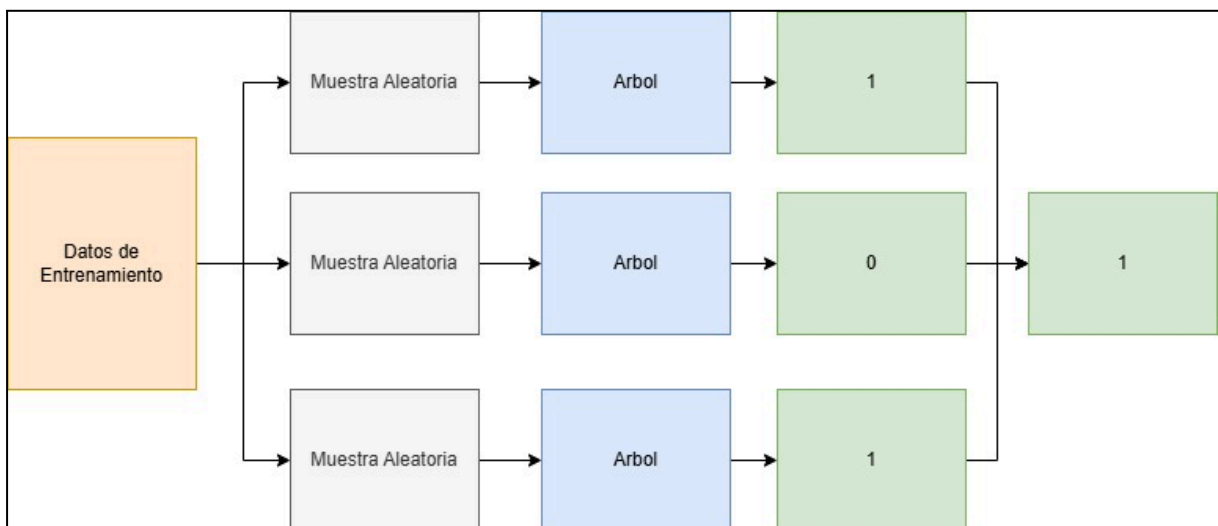 Muestra Aleatoria
Arbol
1
Datos de
Entrenamiento
Muestra Aleatoria
Arbol
0
1
Muestra Aleatoria
Arbol
1